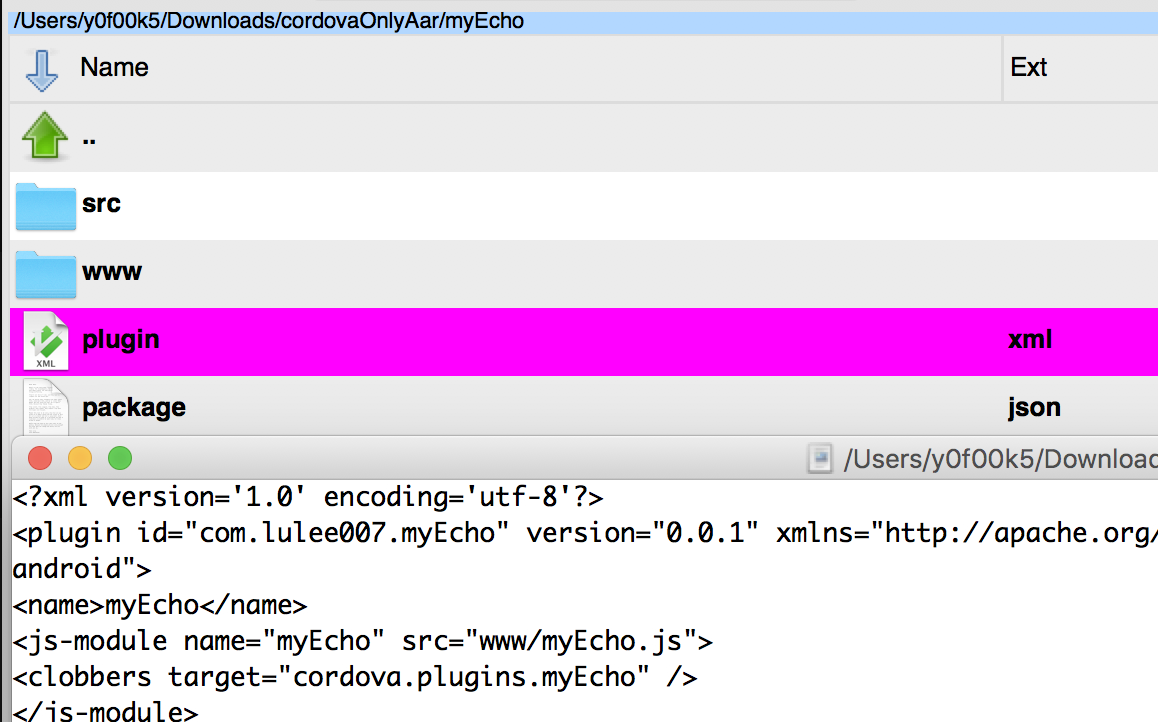 /Users/y0f00k5/Downloads/cordovaOnlyAar/myEcho
Name Ext
..
src
www
XML plugin xml
package json
/Users/y0f00k5/Download
<?xml version='1.0' encoding='utf-8'?>
<plugin id="com.lulee007.myEcho" version="0.0.1" xmlns="http://apache.org/
android">
<name>myEcho</name>
<js-module name="myEcho" src="www/myEcho.js">
<clobbers target="cordova.plugins.myEcho" />
</js-module>